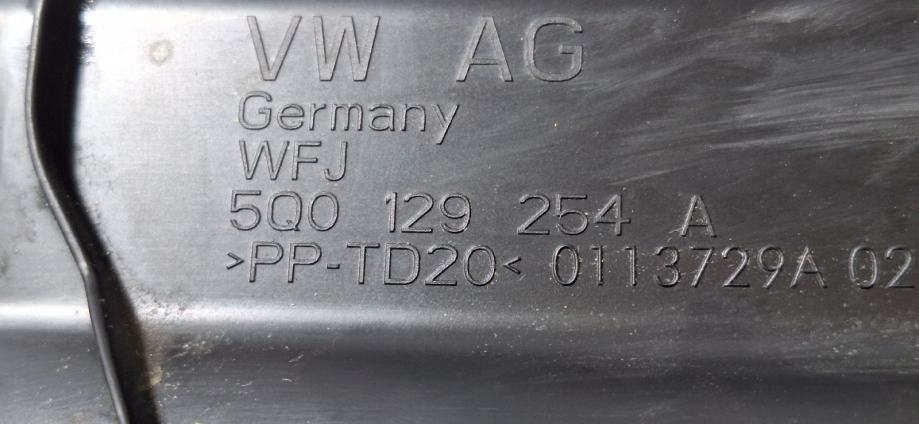 VW AG
Germany
WFJ
5Q0 129 254 A
>PP-TD20< 0113729A 02